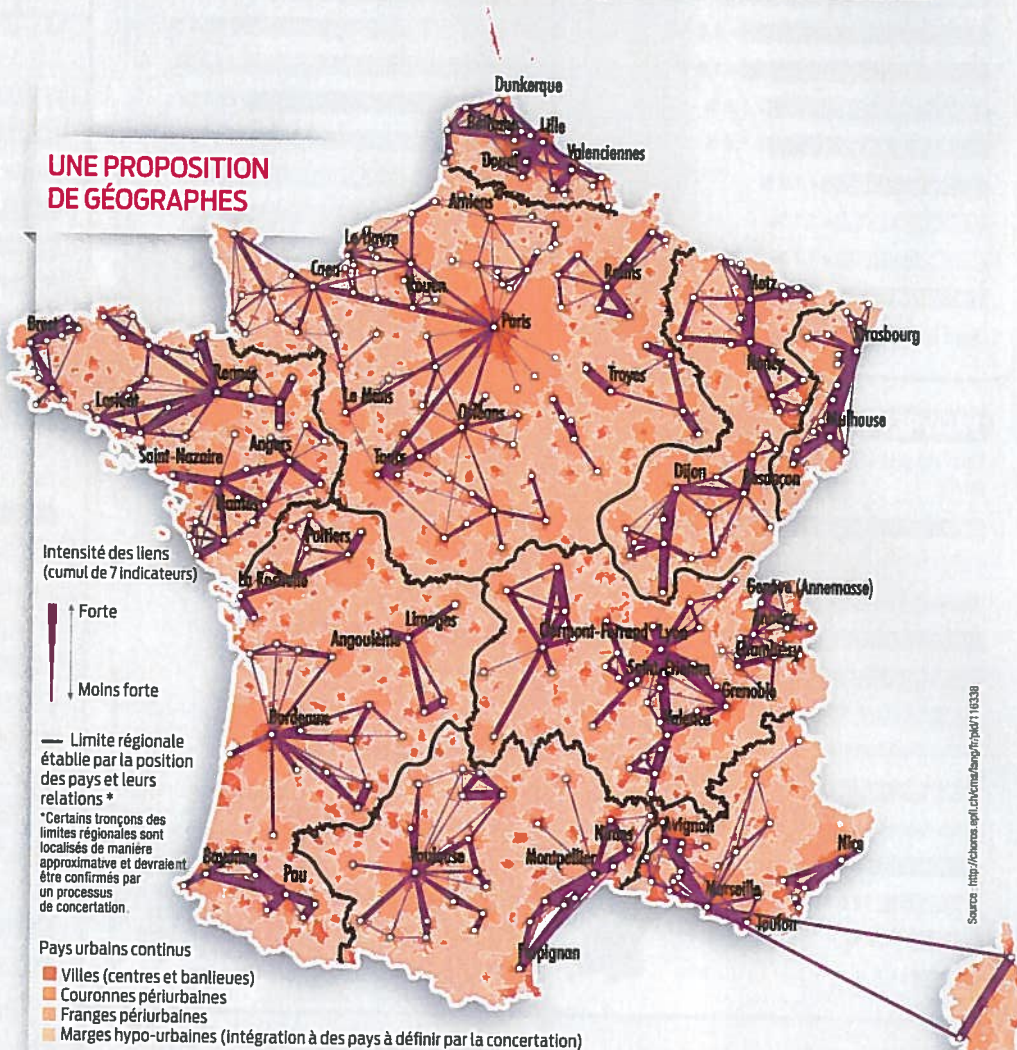 UNE PROPOSITION
DE GÉOGRAPHES
Dunkerque
Lille
Valenciennes
Douai
Amiens
Le Havre
Caen
Rouen
Reims
Metz
Paris
Strasbourg
Nancy
Brest
Rennes
Troyes
Le Mans
Lorient
Orléans
Mulhouse
Saint-Nazaire
Angers
Tours
Dijon
Besançon
Nantes
Poitiers
La Rochelle
Genève (Annemasse)
Limoges
Angoulême
Clermont-Ferrand
Lyon
Annecy
Chambéry
Saint-Étienne
Grenoble
Valence
Bordeaux
Avignon
Nîmes
Nice
Montpellier
Toulouse
Bayonne
Pau
Marseille
Toulon
Perpignan
Intensité des liens
(cumul de 7 indicateurs)
Forte
Moins forte
Limite régionale
établie par la position
des pays et leurs
relations *
*Certains tronçons des
limites régionales sont
localisés de manière
approximative et devraient
être confirmés par
un processus
de concertation.
Pays urbains continus
Villes (centres et banlieues)
Couronnes périurbaines
Franges périurbaines
Marges hypo-urbaines (intégration à des pays à définir par la concertation)
Source : http://choros.epfl.ch/cms/lang/fr/pid/116338